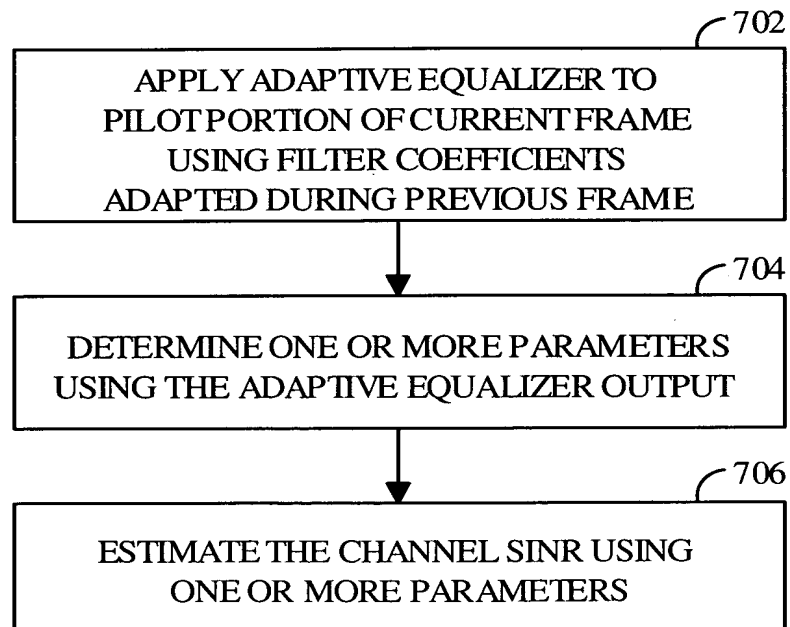 702
APPLY ADAPTIVE EQUALIZER TO
PILOT PORTION OF CURRENT FRAME
USING FILTER COEFFICIENTS
ADAPTED DURING PREVIOUS FRAME
704
DETERMINE ONE OR MORE PARAMETERS
USING THE ADAPTIVE EQUALIZER OUTPUT
706
ESTIMATE THE CHANNEL SINR USING
ONE OR MORE PARAMETERS